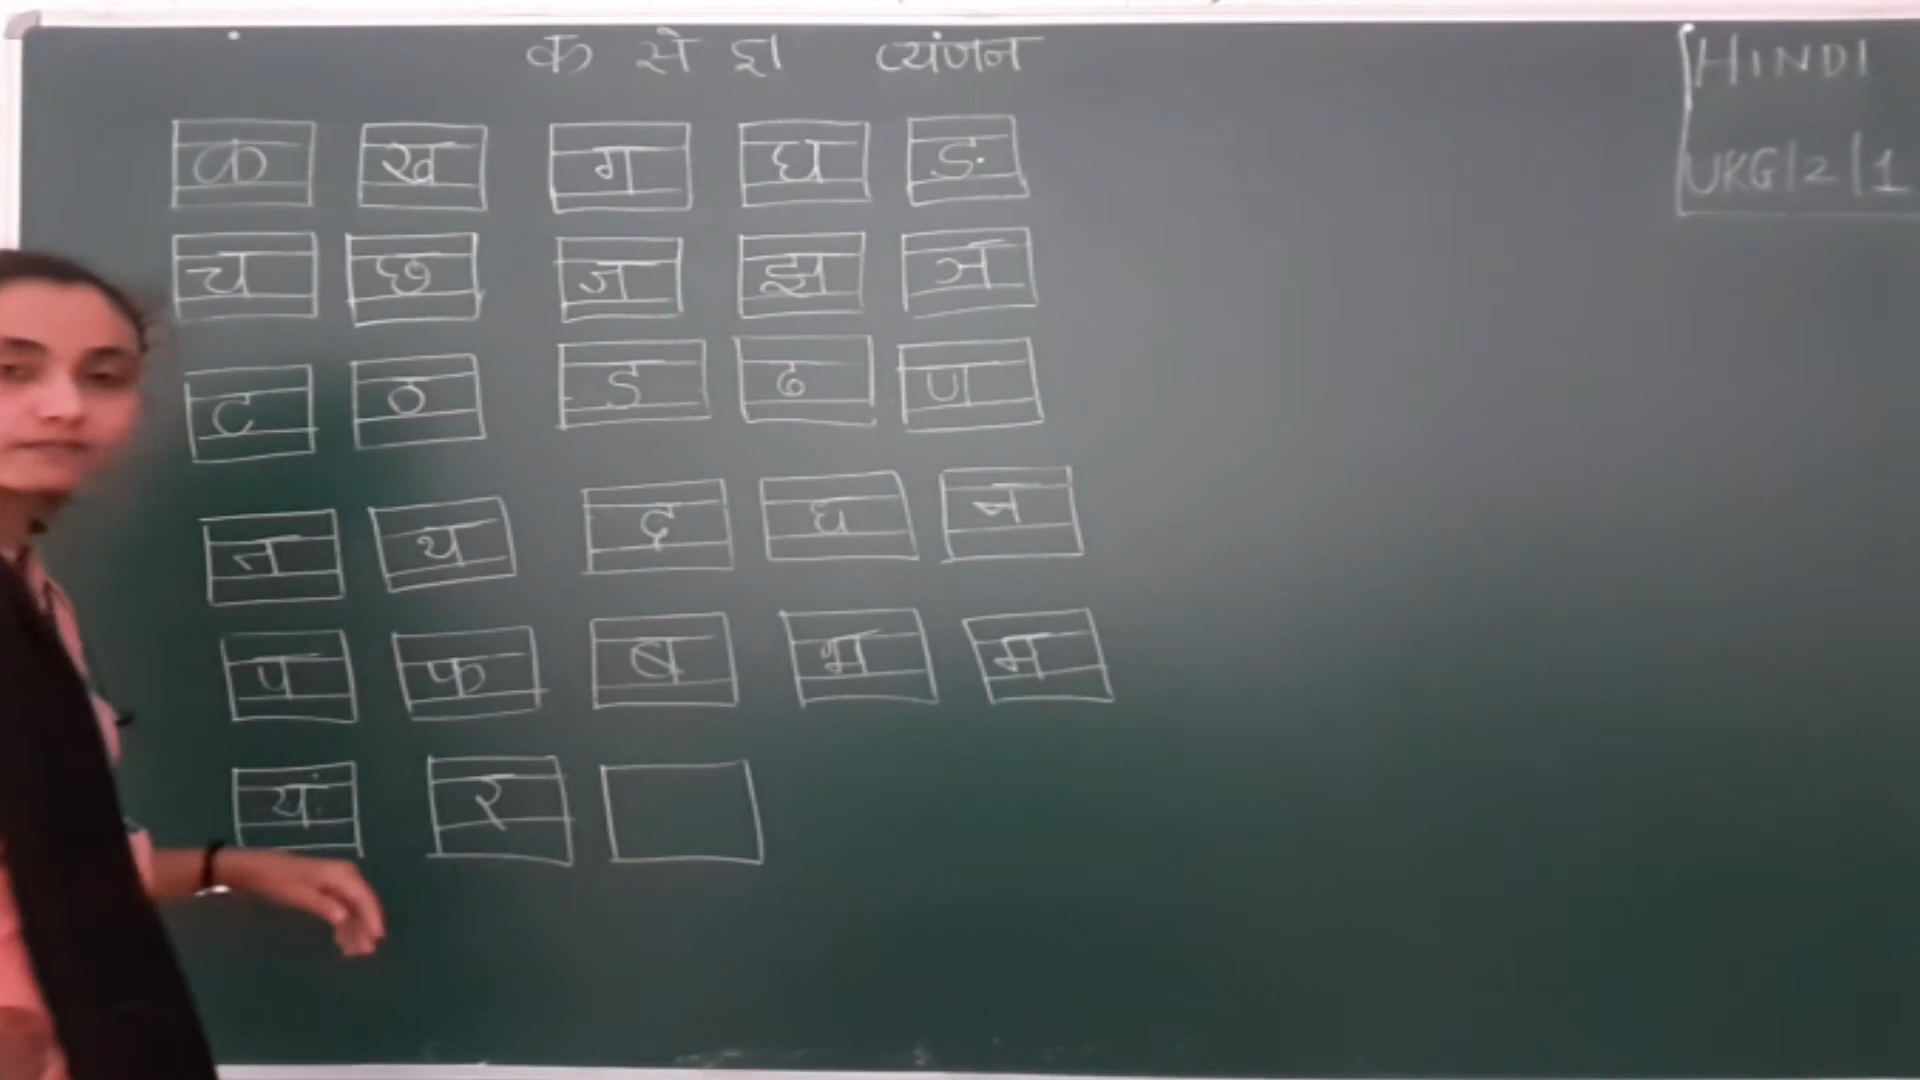 क से ज्ञ व्यंजन
HINDI
UKG/2/1
क ख ग घ ङ
च छ ज झ ञ
ट ठ ड ढ ण
त थ द ध न
प फ ब भ म
य र